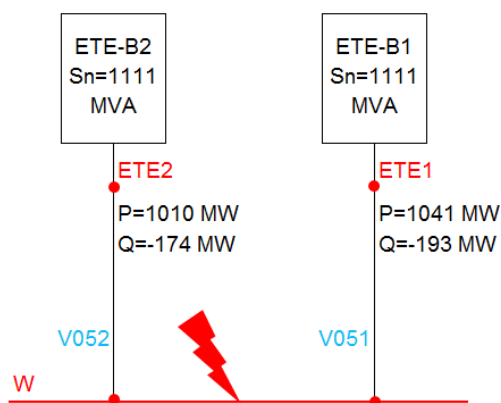 ETE-B2
Sn=1111
MVA
ETE-B1
Sn=1111
MVA
ETE2
P=1010 MW
Q=-174 MW
ETE1
P=1041 MW
Q=-193 MW
V052
V051
W